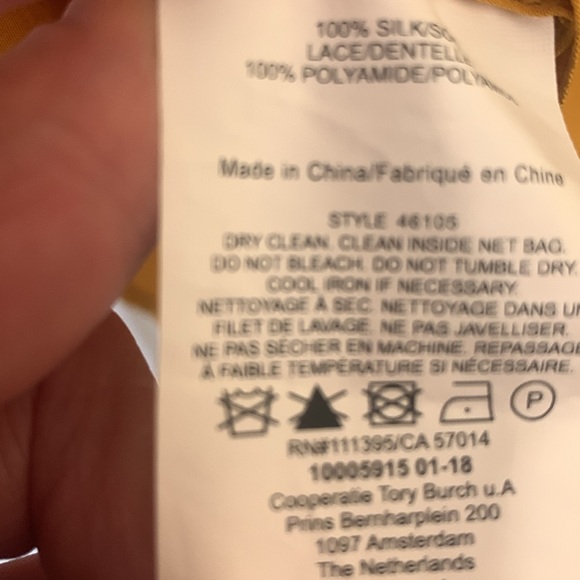 100% SILK/
LACE/DENTELLE
100% POLYAMIDE/
Made in China/Fabriqué en Chine
STYLE 46105
DRY CLEAN. CLEAN INSIDE NET BAG.
DO NOT BLEACH. DO NOT TUMBLE DRY.
COOL IRON IF NECESSARY.
NETTOYAGE À SEC. NETTOYAGE DANS UN
FILET DE LAVAGE. NE PAS JAVELLISER.
NE PAS SÉCHER EN MACHINE. REPASSAGE
À FAIBLE TEMPÉRATURE SI NÉCESSAIRE.
P
RN#111395/CA 57014
10005915 01-18
Cooperatie Tory Burch u.A
Prins Bernharplein 200
1097 Amsterdam
The Netherlands